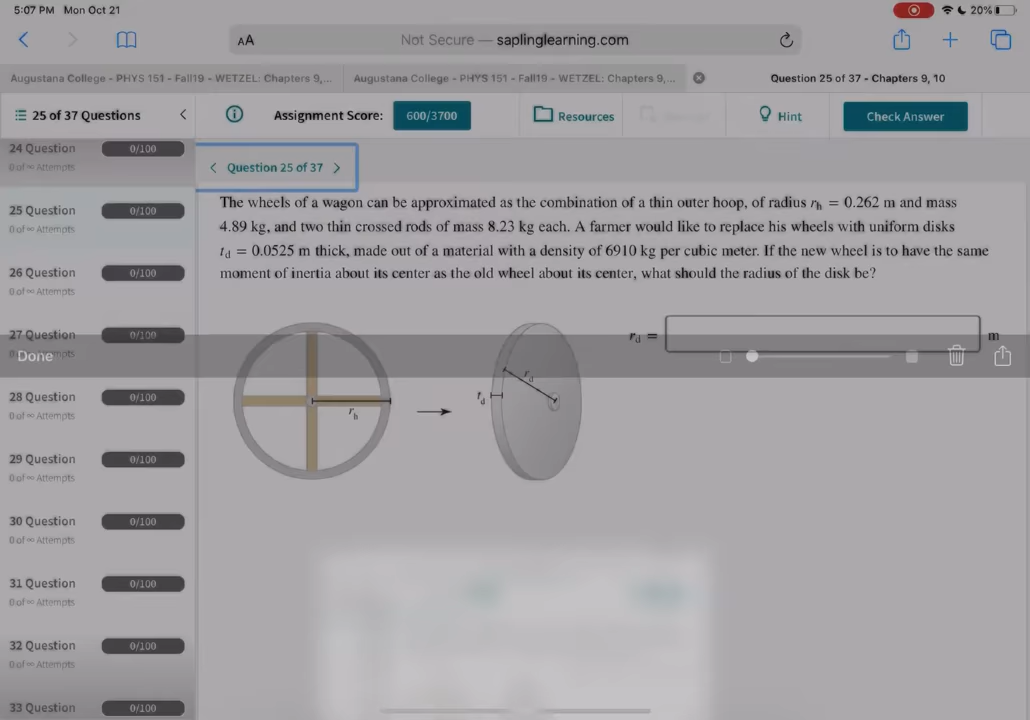 5:07 PM Mon Oct 21
20%
AA
Not Secure — saplinglearning.com
Augustana College - PHYS 151 - Fall19 - WETZEL: Chapters 9,...
Augustana College - PHYS 151 - Fall19 - WETZEL: Chapters 9,...
Question 25 of 37 - Chapters 9, 10
25 of 37 Questions
Assignment Score:
600/3700
Resources
Hint
Check Answer
24 Question
0/100
0 of ∞ Attempts
Question 25 of 37
The wheels of a wagon can be approximated as the combination of a thin outer hoop, of radius rh = 0.262 m and mass
4.89 kg, and two thin crossed rods of mass 8.23 kg each. A farmer would like to replace his wheels with uniform disks
td = 0.0525 m thick, made out of a material with a density of 6910 kg per cubic meter. If the new wheel is to have the same
moment of inertia about its center as the old wheel about its center, what should the radius of the disk be?
25 Question
0/100
0 of ∞ Attempts
26 Question
0/100
0 of ∞ Attempts
27 Question
0/100
Done
rd =
m
rh
td
rd
28 Question
0/100
0 of ∞ Attempts
29 Question
0/100
0 of ∞ Attempts
30 Question
0/100
0 of ∞ Attempts
31 Question
0/100
0 of ∞ Attempts
32 Question
0/100
0 of ∞ Attempts
33 Question
0/100